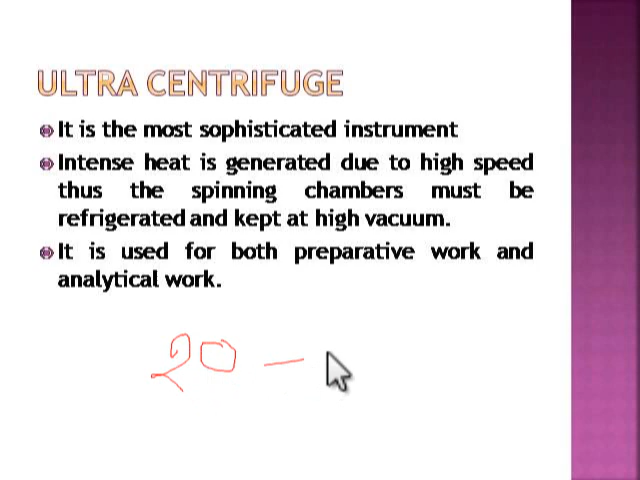 ULTRA CENTRIFUGE
It is the most sophisticated instrument
Intense heat is generated due to high speed
thus the spinning chambers must be
refrigerated and kept at high vacuum.
It is used for both preparative work and
analytical work.
20 —